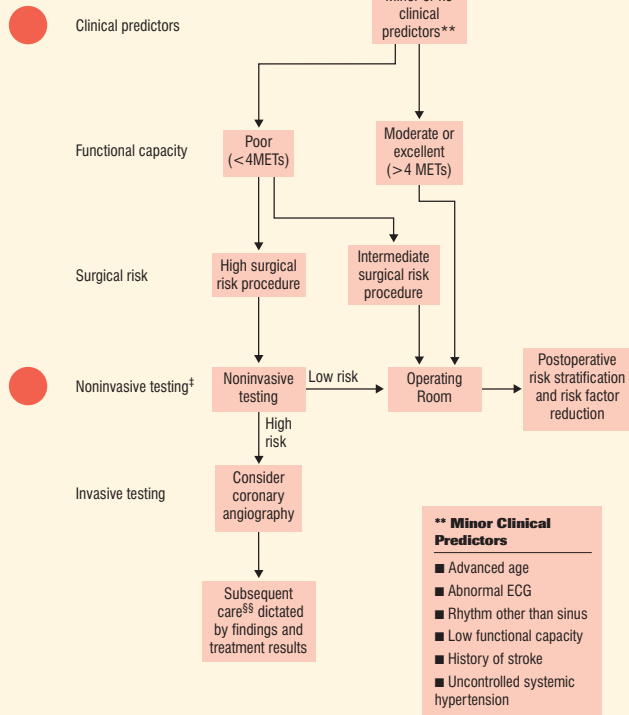 Minor or no
clinical
predictors**
Clinical predictors
Functional capacity
Poor
(<4METs)
Moderate or
excellent
(>4 METs)
Surgical risk
High surgical
risk procedure
Intermediate
surgical risk
procedure
Noninvasive testing‡
Noninvasive
testing
Low risk
Operating
Room
Postoperative
risk stratification
and risk factor
reduction
High
risk
Invasive testing
Consider
coronary
angiography
Subsequent
care§§ dictated
by findings and
treatment results
** Minor Clinical
Predictors
■ Advanced age
■ Abnormal ECG
■ Rhythm other than sinus
■ Low functional capacity
■ History of stroke
■ Uncontrolled systemic
hypertension